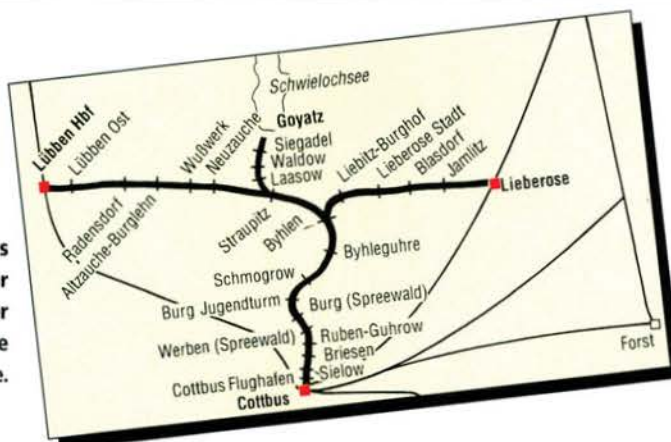 s
r
r
e
e.
Schwielochsee
Goyatz
Siegadel
Waldow
Laasow
Lübben Hbf
Lübben Ost
Radensdorf
Altzauche-Burglehn
Wußwerk
Neuzauche
Straupitz
Byhlen
Liebitz-Burghof
Lieberose Stadt
Blasdorf
Jamlitz
Lieberose
Byhleguhre
Schmogrow
Burg Jugendturm
Burg (Spreewald)
Werben (Spreewald)
Ruben-Guhrow
Briesen
Sielow
Cottbus Flughafen
Cottbus
Forst